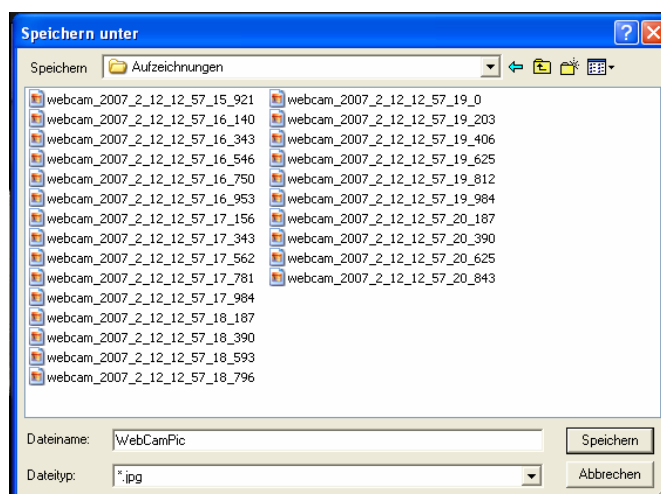 Speichern unter
Speichern
Aufzeichnungen
webcam_2007_2_12_12_57_15_921
webcam_2007_2_12_12_57_16_140
webcam_2007_2_12_12_57_16_343
webcam_2007_2_12_12_57_16_546
webcam_2007_2_12_12_57_16_750
webcam_2007_2_12_12_57_16_953
webcam_2007_2_12_12_57_17_156
webcam_2007_2_12_12_57_17_343
webcam_2007_2_12_12_57_17_562
webcam_2007_2_12_12_57_17_781
webcam_2007_2_12_12_57_17_984
webcam_2007_2_12_12_57_18_187
webcam_2007_2_12_12_57_18_390
webcam_2007_2_12_12_57_18_593
webcam_2007_2_12_12_57_18_796
webcam_2007_2_12_12_57_19_0
webcam_2007_2_12_12_57_19_203
webcam_2007_2_12_12_57_19_406
webcam_2007_2_12_12_57_19_625
webcam_2007_2_12_12_57_19_812
webcam_2007_2_12_12_57_19_984
webcam_2007_2_12_12_57_20_187
webcam_2007_2_12_12_57_20_390
webcam_2007_2_12_12_57_20_625
webcam_2007_2_12_12_57_20_843
Dateiname:
WebCamPic
Speichern
Dateityp:
*.jpg
Abbrechen